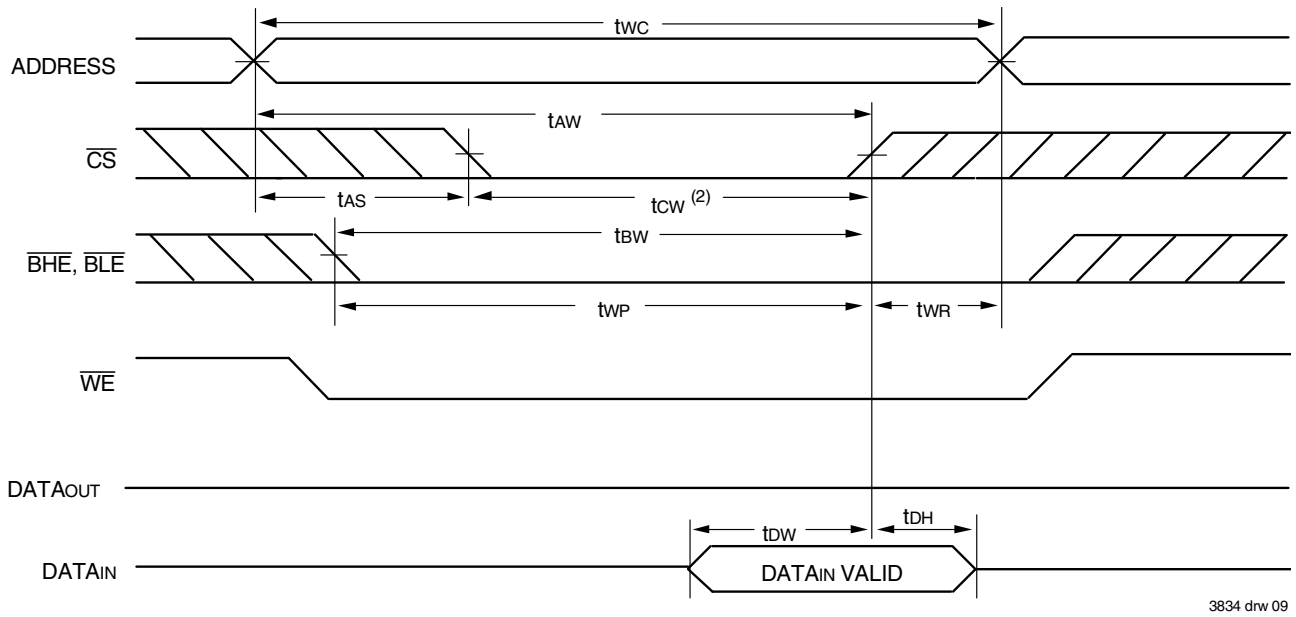 tWC
ADDRESS
tAW
CS
tAS
tCW (2)
tBW
BHE, BLE
tWP
tWR
WE
DATAOUT
tDW
tDH
DATAIN
DATAIN VALID
3834 drw 09